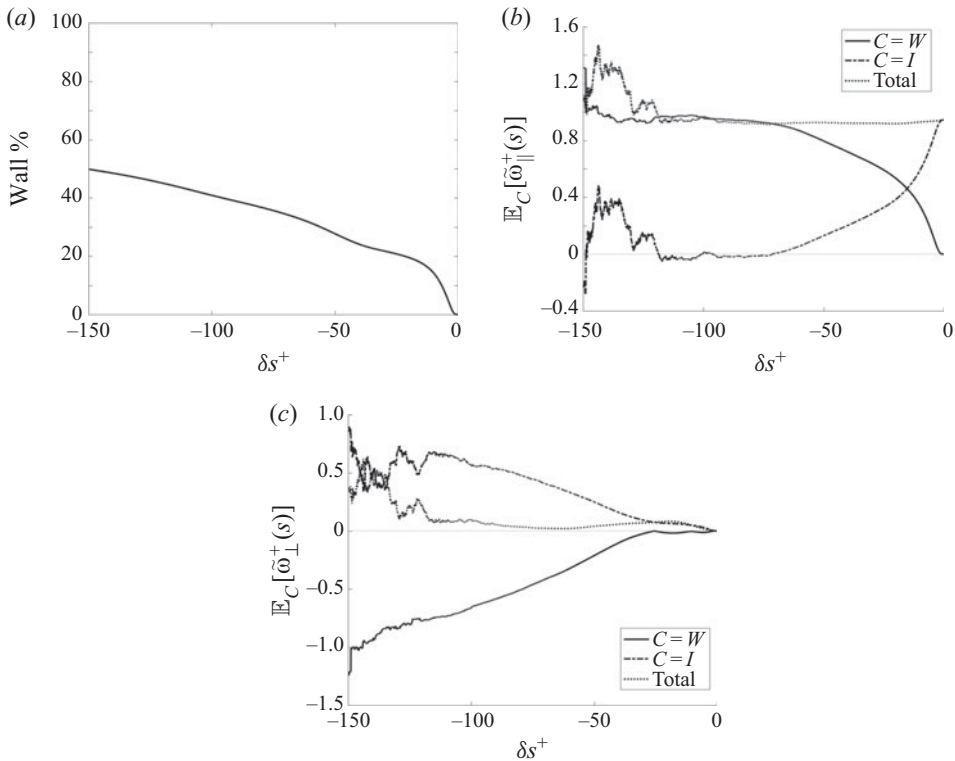 (a)
100
80
60
40
20
0
Wall %
−150
−100
−50
0
δs⁺
(b)
1.6
1.2
0.8
0.4
0
−0.4
𝔼_C[ω̃⁺_∥(s)]
C = W
C = I
Total
−150
−100
−50
0
δs⁺
(c)
1.0
0.5
0
−0.5
−1.0
−1.5
𝔼_C[ω̃⁺_⊥(s)]
C = W
C = I
Total
−150
−100
−50
0
δs⁺